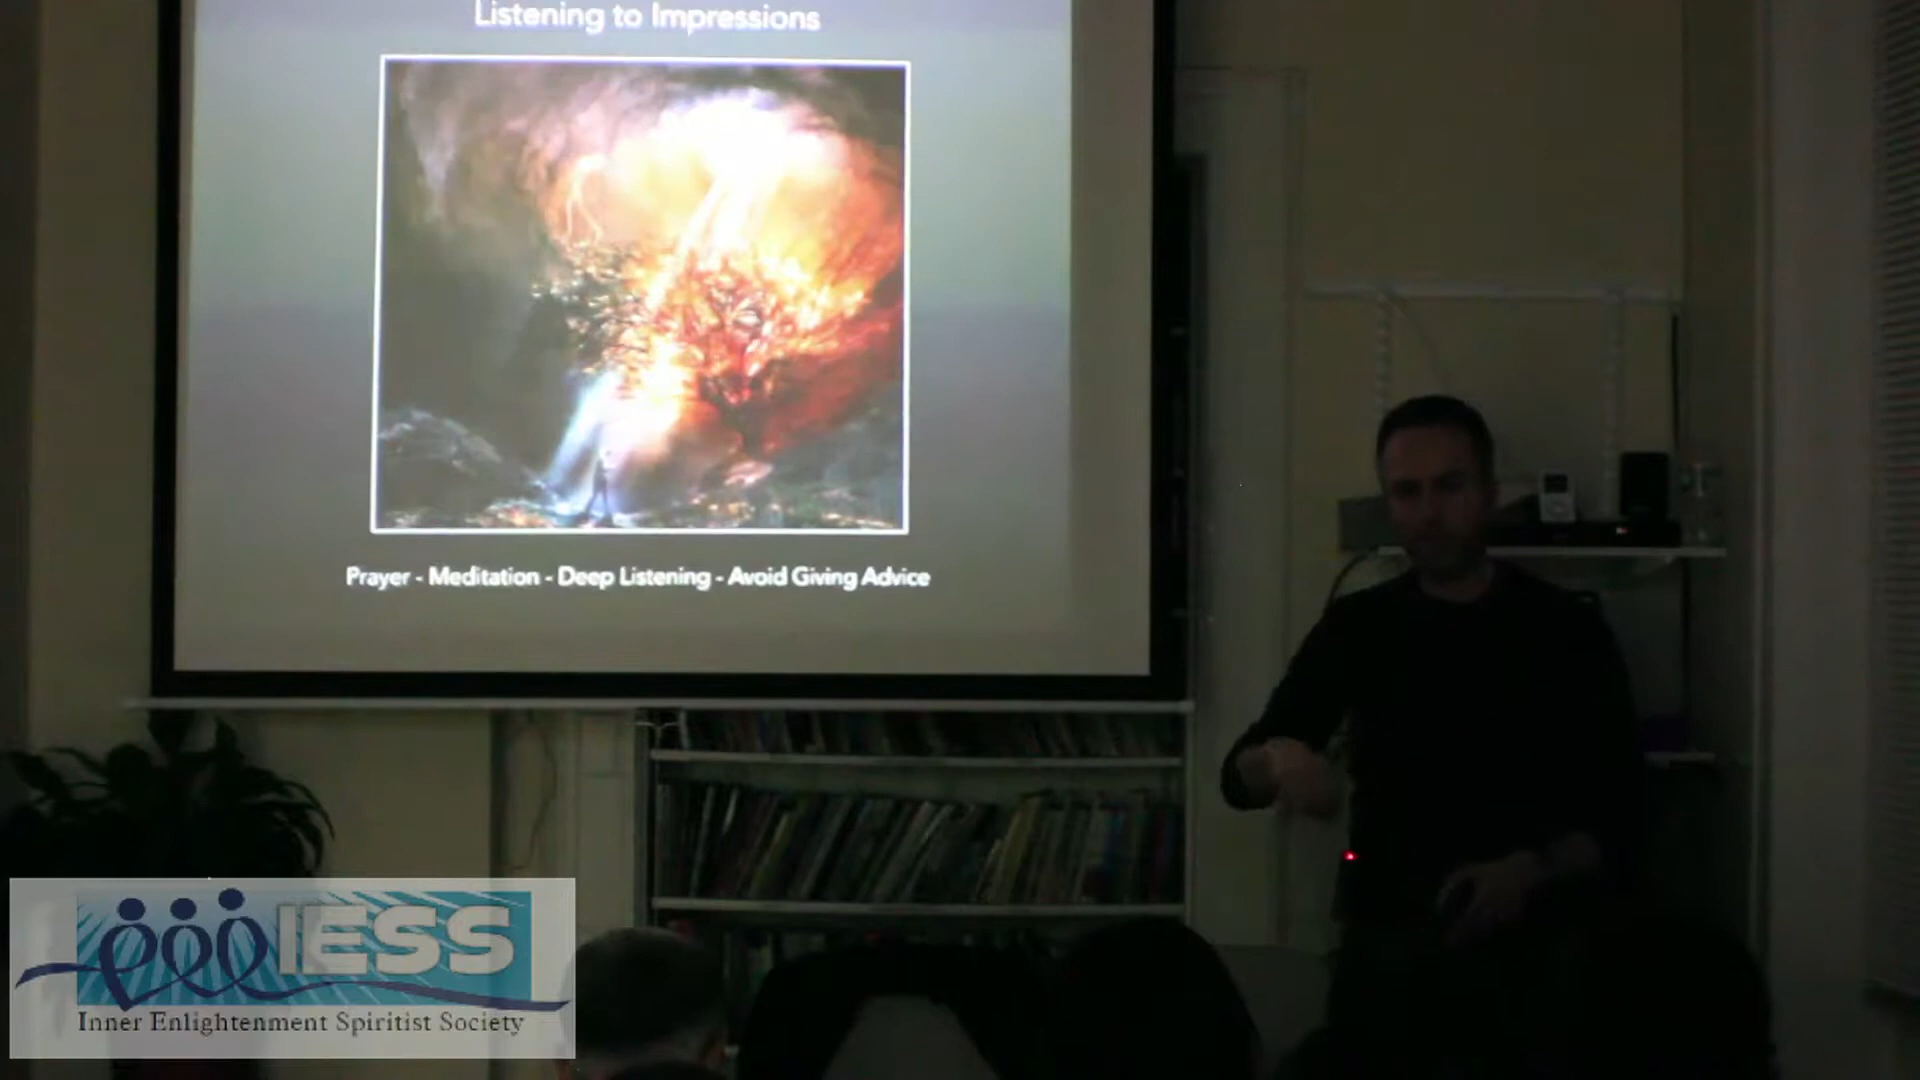 Listening to Impressions
Prayer - Meditation - Deep Listening - Avoid Giving Advice
IESS
Inner Enlightenment Spiritist Society